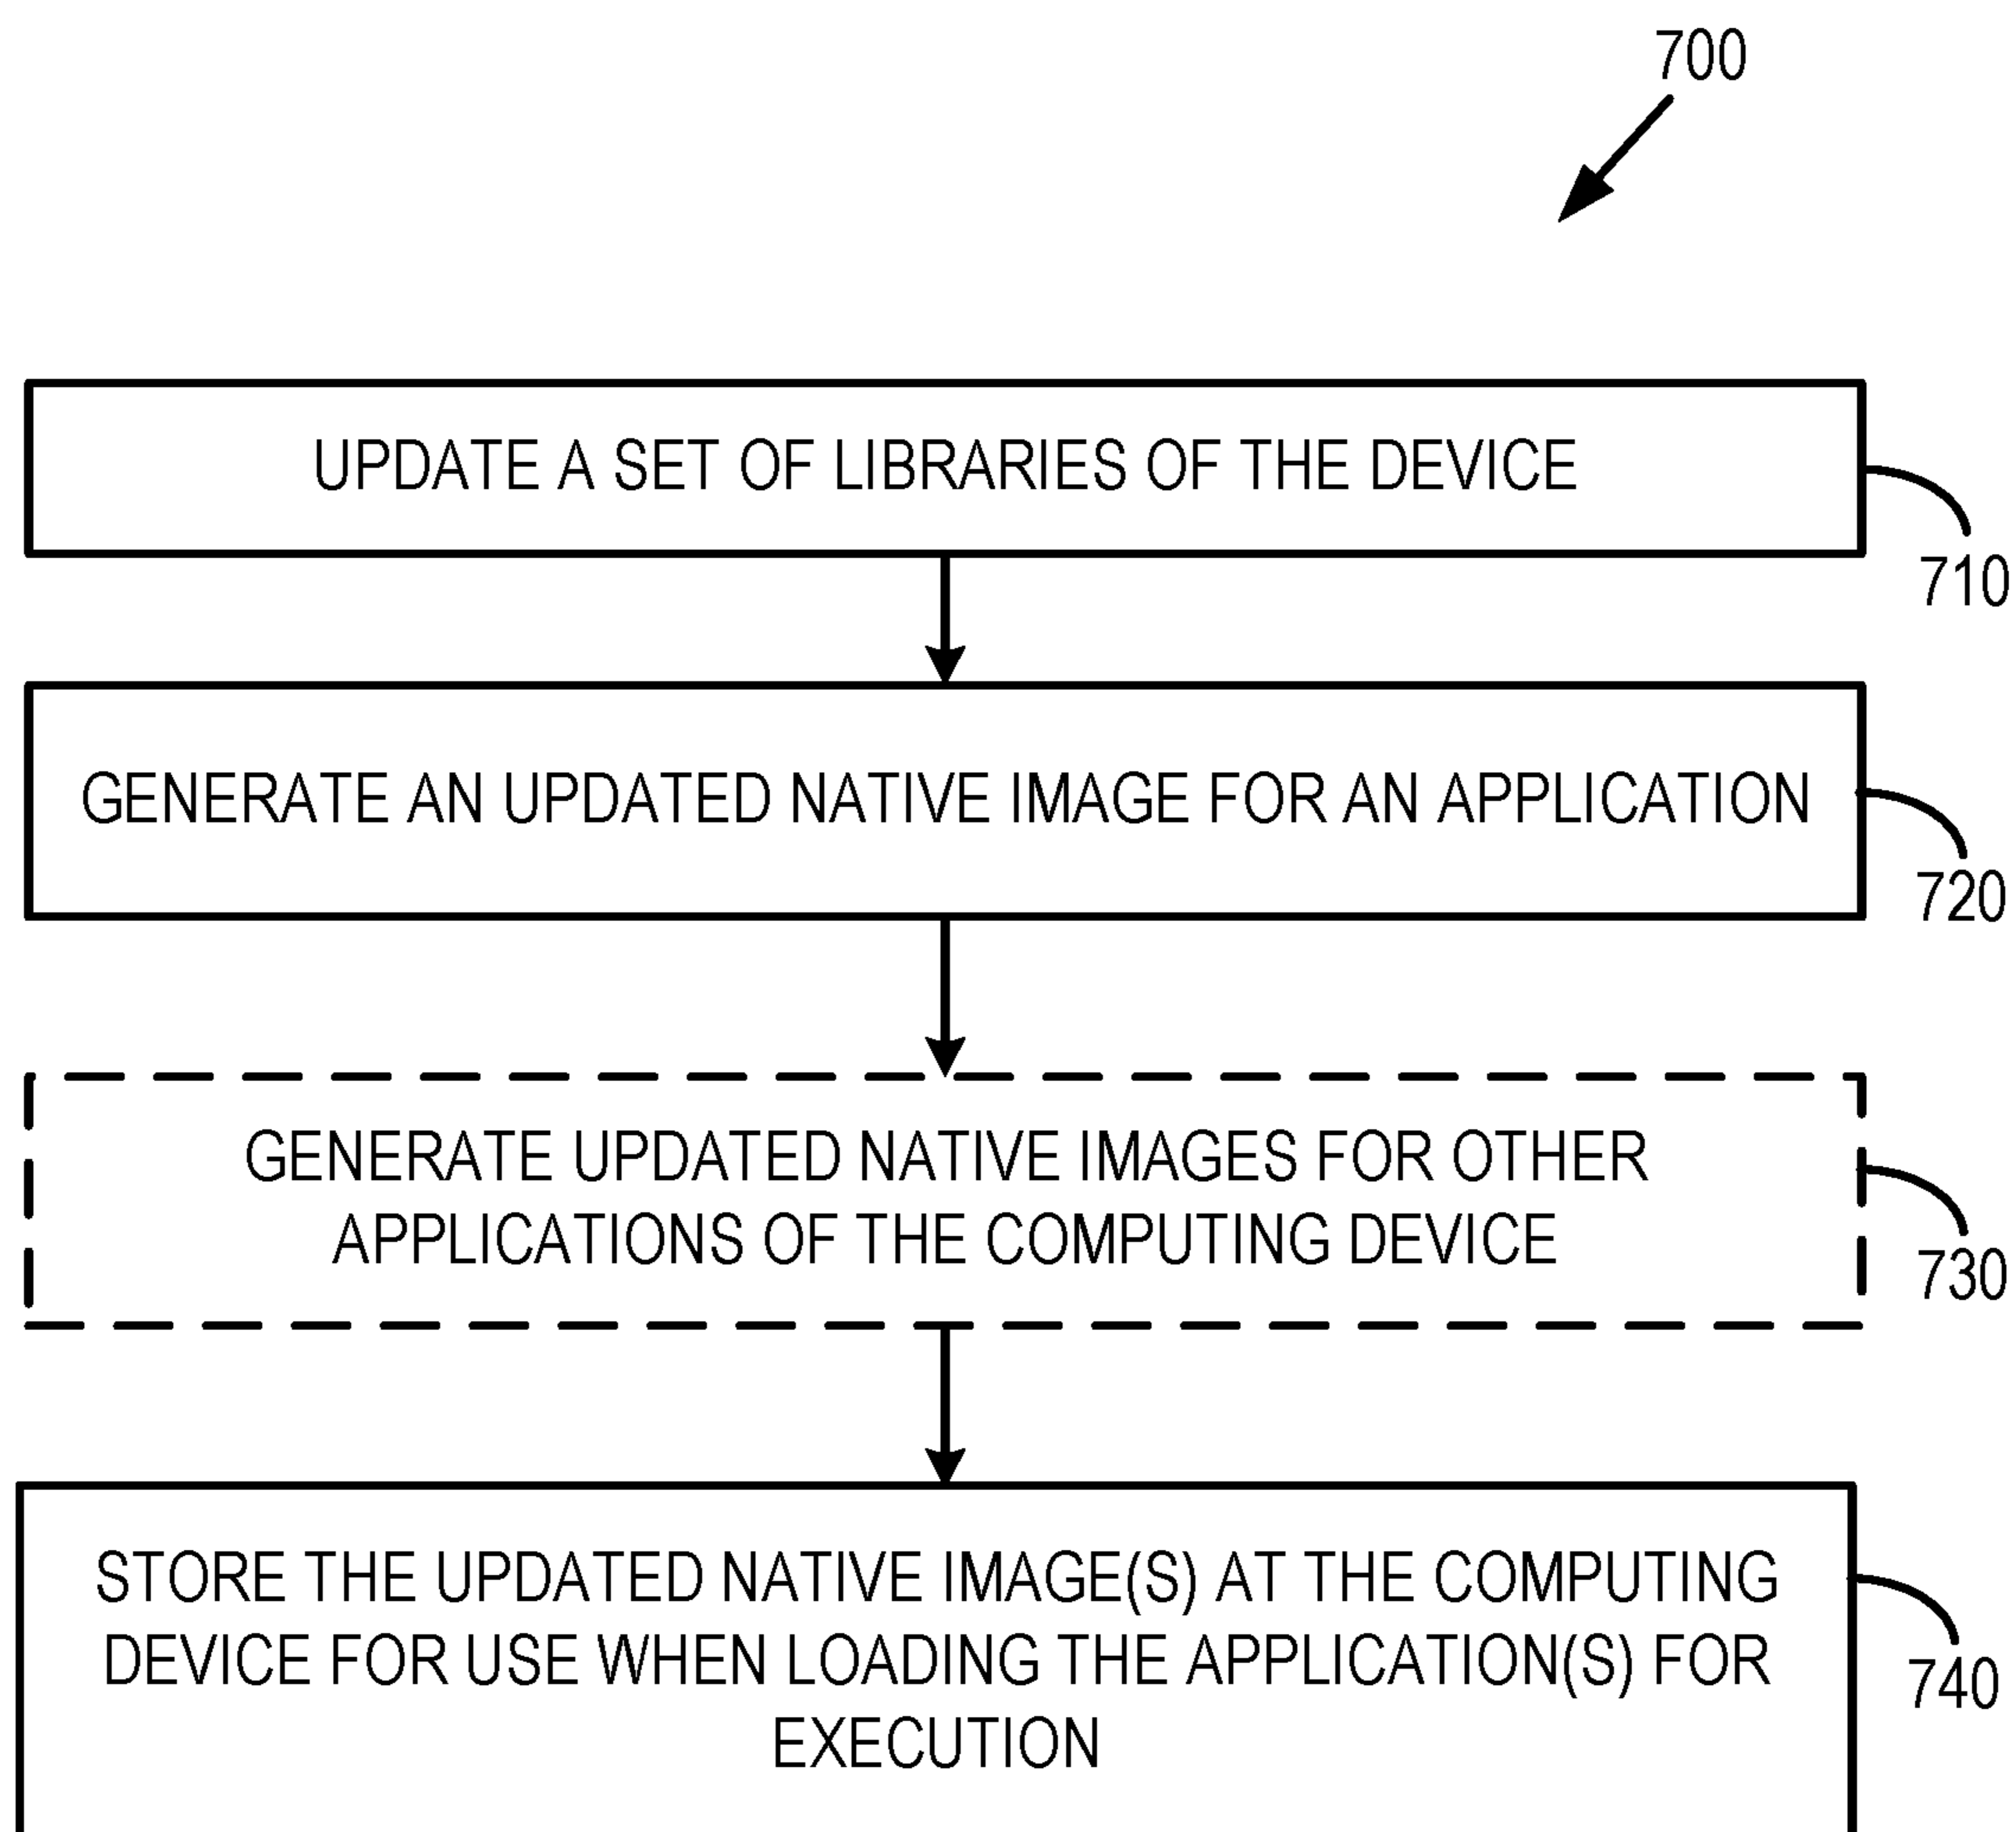 700
UPDATE A SET OF LIBRARIES OF THE DEVICE
710
GENERATE AN UPDATED NATIVE IMAGE FOR AN APPLICATION
720
GENERATE UPDATED NATIVE IMAGES FOR OTHER
APPLICATIONS OF THE COMPUTING DEVICE
730
STORE THE UPDATED NATIVE IMAGE(S) AT THE COMPUTING
DEVICE FOR USE WHEN LOADING THE APPLICATION(S) FOR
EXECUTION
740